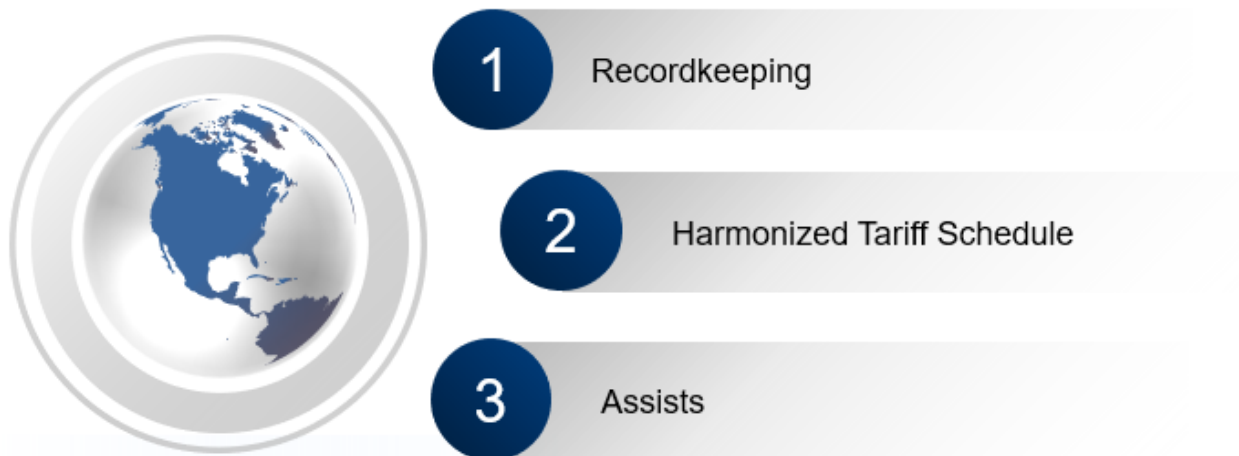 1
Recordkeeping
2
Harmonized Tariff Schedule
3
Assists